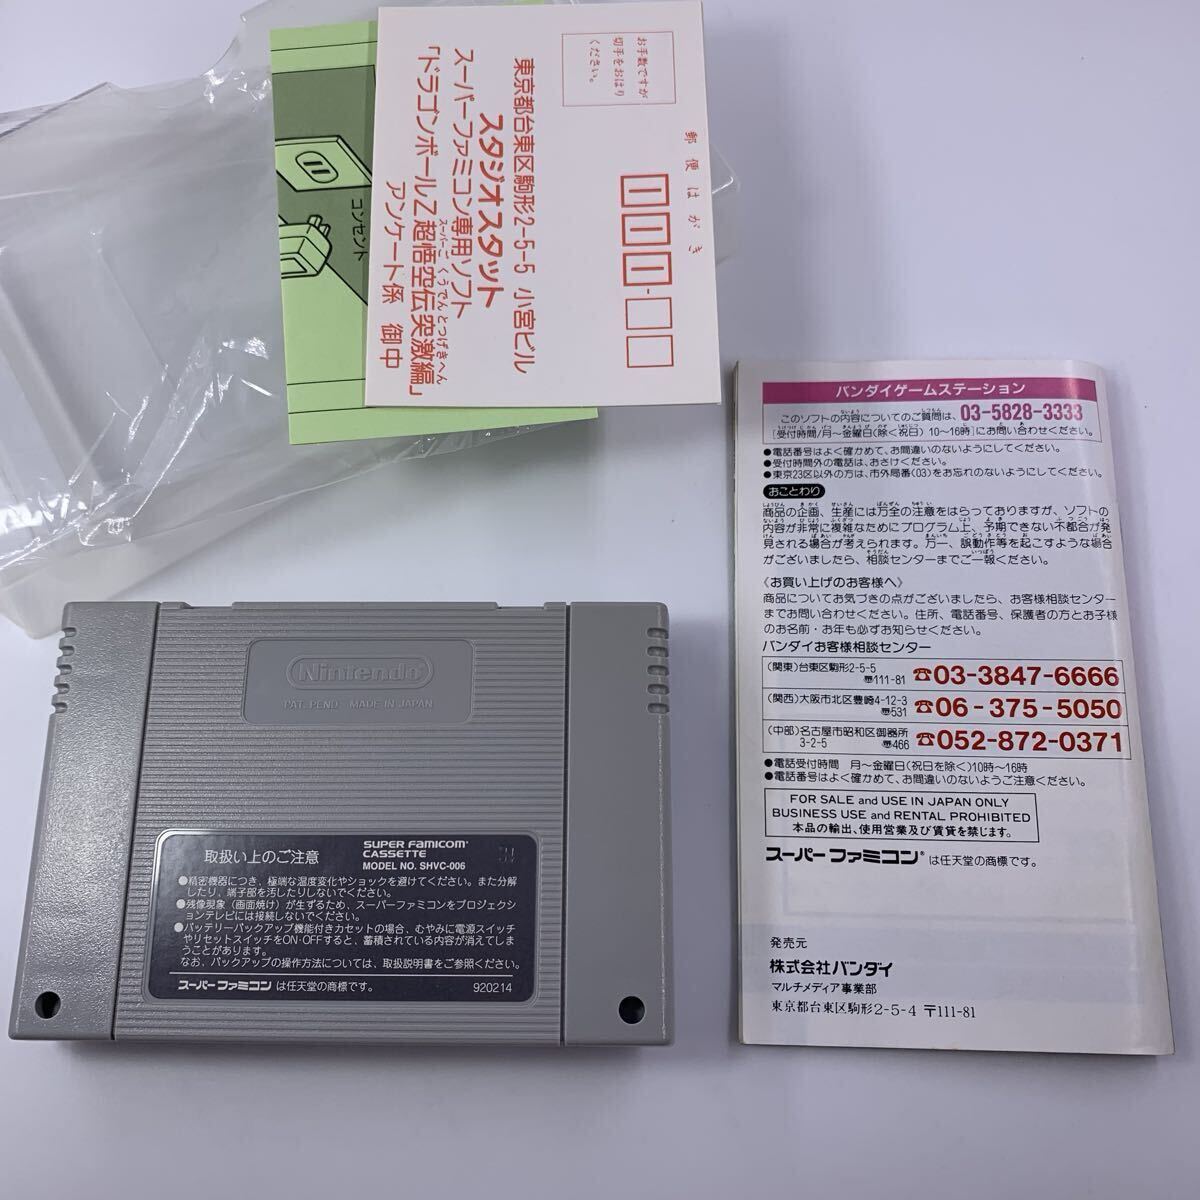 お手数ですが
切手をおはり
ください。
郵便はがき
東京都台東区駒形2-5-5 小宮ビル
スタジオスタット
スーパーファミコン専用ソフト
「ドラゴンボールZ 超悟空伝突激編」
スーパーごくうでんとつげきへん
アンケート係 御中
コンセント
バンダイゲームステーション
このソフトの内容についてのご質問は、03-5828-3333
[受付時間/月~金曜日(除く祝日) 10~16時]にお問い合わせください。
●電話番号はよく確かめて、お間違いのないようにしてください。
●受付時間外の電話は、おさけください。
●東京23区以外の方は、市外局番(03)をお忘れのないようにしてください。
おことわり
商品の企画、生産には万全の注意をはらっておりますが、ソフトの
内容が非常に複雑なためにプログラム上、予期できない不都合が発
見される場合が考えられます。万一、誤動作等を起こすような場合
がございましたら、相談センターまでご一報ください。
《お買い上げのお客様へ》
商品についてお気づきの点がございましたら、お客様相談センター
までお問い合わせください。住所、電話番号、保護者の方とお子様
のお名前・お年も必ずお知らせください。
バンダイお客様相談センター
(関東)台東区駒形2-5-5
〠111-81 ☎03-3847-6666
(関西)大阪市北区豊崎4-12-3
〠531 ☎06-375-5050
(中部)名古屋市昭和区御器所
3-2-5 〠466 ☎052-872-0371
●電話受付時間 月~金曜日(祝日を除く)10時~16時
●電話番号はよく確かめて、お間違いのないようご注意ください。
FOR SALE and USE IN JAPAN ONLY
BUSINESS USE and RENTAL PROHIBITED
本品の輸出、使用営業及び賃貸を禁じます。
スーパーファミコン®は任天堂の商標です。
発売元
株式会社バンダイ
マルチメディア事業部
東京都台東区駒形2-5-4 〒111-81
Nintendo
PAT. PEND. MADE IN JAPAN
取扱い上のご注意
SUPER FAMICOM
CASSETTE
MODEL NO. SHVC-006
●精密機器につき、極端な温度変化やショックを避けてください。また分解
したり、端子部を汚したりしないでください。
●残像現象(画面焼け)が生ずるため、スーパーファミコンをプロジェクシ
ョンテレビには接続しないでください。
●バッテリーバックアップ機能付きカセットの場合、むやみに電源スイッチ
やリセットスイッチをON・OFFすると、蓄積されている内容が消えてしま
うことがあります。
なお、バックアップの操作方法については、取扱説明書をご参照ください。
スーパーファミコンは任天堂の商標です。
920214